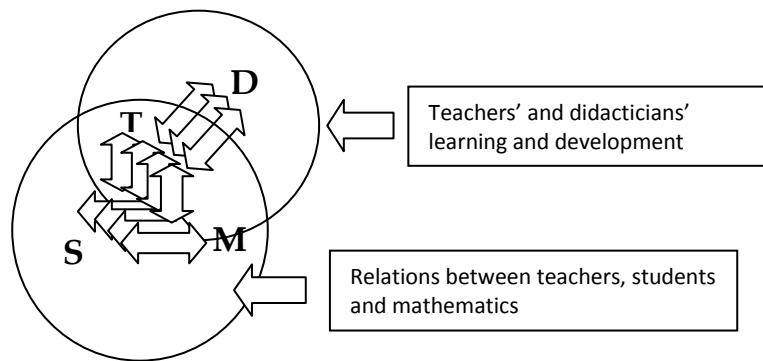 D
T
Teachers’ and didacticians’
learning and development
S
M
Relations between teachers, students
and mathematics